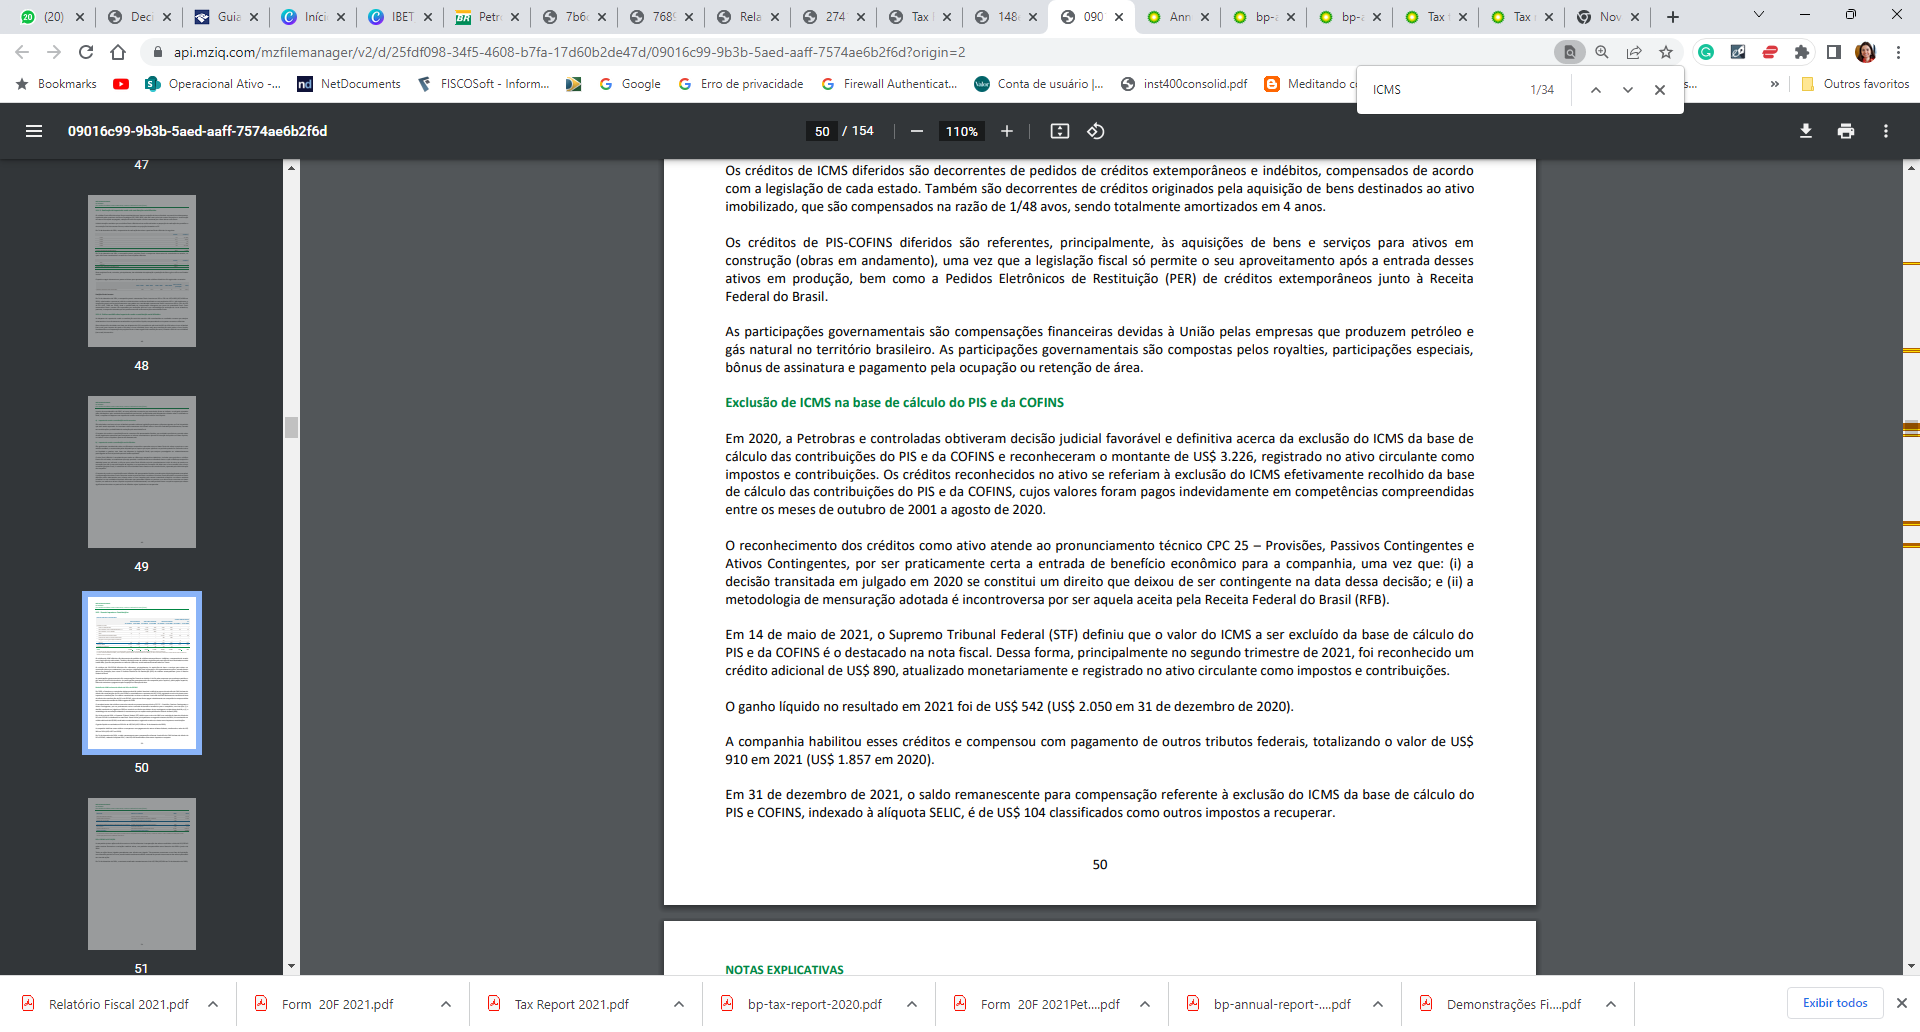 (20)
Deci
Guia
Iníci
IBET
Petr
7b6
768
Rela
274
Tax
148
090
Ann
bp-
bp-
Tax
Tax
Nov
api.mziq.com/mzfilemanager/v2/d/25fdf098-34f5-4608-b7fa-17d60b2de47d/09016c99-9b3b-5aed-aaff-7574ae6b2f6d?origin=2
Bookmarks
Operacional Ativo -...
nd NetDocuments
FISCOSoft - Inform...
Google
Erro de privacidade
Firewall Authenticat...
Conta de usuário |...
inst400consolid.pdf
Meditando c
s...
»
Outros favoritos
ICMS 1/34
09016c99-9b3b-5aed-aaff-7574ae6b2f6d
50 / 154
110%
47
48
49
50
51
Os créditos de ICMS diferidos são decorrentes de pedidos de créditos extemporâneos e indébitos, compensados de acordo
com a legislação de cada estado. Também são decorrentes de créditos originados pela aquisição de bens destinados ao ativo
imobilizado, que são compensados na razão de 1/48 avos, sendo totalmente amortizados em 4 anos.
Os créditos de PIS-COFINS diferidos são referentes, principalmente, às aquisições de bens e serviços para ativos em
construção (obras em andamento), uma vez que a legislação fiscal só permite o seu aproveitamento após a entrada desses
ativos em produção, bem como a Pedidos Eletrônicos de Restituição (PER) de créditos extemporâneos junto à Receita
Federal do Brasil.
As participações governamentais são compensações financeiras devidas à União pelas empresas que produzem petróleo e
gás natural no território brasileiro. As participações governamentais são compostas pelos royalties, participações especiais,
bônus de assinatura e pagamento pela ocupação ou retenção de área.
Exclusão de ICMS na base de cálculo do PIS e da COFINS
Em 2020, a Petrobras e controladas obtiveram decisão judicial favorável e definitiva acerca da exclusão do ICMS da base de
cálculo das contribuições do PIS e da COFINS e reconheceram o montante de US$ 3.226, registrado no ativo circulante como
impostos e contribuições. Os créditos reconhecidos no ativo se referiam à exclusão do ICMS efetivamente recolhido da base
de cálculo das contribuições do PIS e da COFINS, cujos valores foram pagos indevidamente em competências compreendidas
entre os meses de outubro de 2001 a agosto de 2020.
O reconhecimento dos créditos como ativo atende ao pronunciamento técnico CPC 25 – Provisões, Passivos Contingentes e
Ativos Contingentes, por ser praticamente certa a entrada de benefício econômico para a companhia, uma vez que: (i) a
decisão transitada em julgado em 2020 se constitui um direito que deixou de ser contingente na data dessa decisão; e (ii) a
metodologia de mensuração adotada é incontroversa por ser aquela aceita pela Receita Federal do Brasil (RFB).
Em 14 de maio de 2021, o Supremo Tribunal Federal (STF) definiu que o valor do ICMS a ser excluído da base de cálculo do
PIS e da COFINS é o destacado na nota fiscal. Dessa forma, principalmente no segundo trimestre de 2021, foi reconhecido um
crédito adicional de US$ 890, atualizado monetariamente e registrado no ativo circulante como impostos e contribuições.
O ganho líquido no resultado em 2021 foi de US$ 542 (US$ 2.050 em 31 de dezembro de 2020).
A companhia habilitou esses créditos e compensou com pagamento de outros tributos federais, totalizando o valor de US$
910 em 2021 (US$ 1.857 em 2020).
Em 31 de dezembro de 2021, o saldo remanescente para compensação referente à exclusão do ICMS da base de cálculo do
PIS e COFINS, indexado à alíquota SELIC, é de US$ 104 classificados como outros impostos a recuperar.
50
NOTAS EXPLICATIVAS
Relatório Fiscal 2021.pdf
Form 20F 2021.pdf
Tax Report 2021.pdf
bp-tax-report-2020.pdf
Form 20F 2021Pet....pdf
bp-annual-report-....pdf
Demonstrações Fi....pdf
Exibir todos